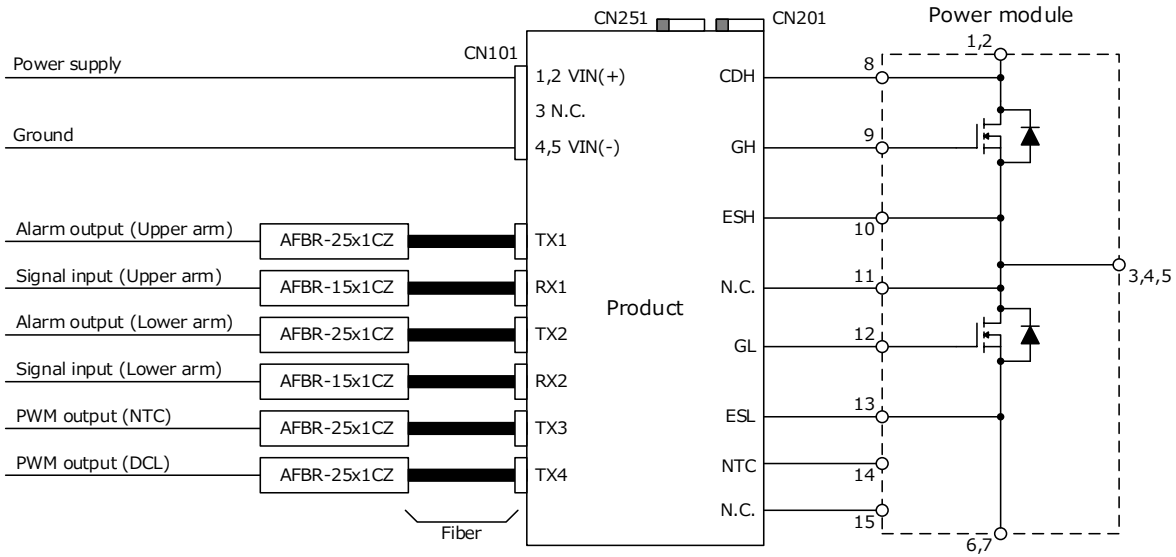 CN251
CN201
Power module
CN101
1,2
Power supply
1,2 VIN(+)
CDH
8
3 N.C.
Ground
4,5 VIN(-)
GH
9
Alarm output (Upper arm)
AFBR-25x1CZ
TX1
ESH
10
Signal input (Upper arm)
AFBR-15x1CZ
RX1
N.C.
11
3,4,5
Product
Alarm output (Lower arm)
AFBR-25x1CZ
TX2
GL
12
Signal input (Lower arm)
AFBR-15x1CZ
RX2
PWM output (NTC)
AFBR-25x1CZ
TX3
ESL
13
PWM output (DCL)
AFBR-25x1CZ
TX4
NTC
14
N.C.
15
Fiber
6,7